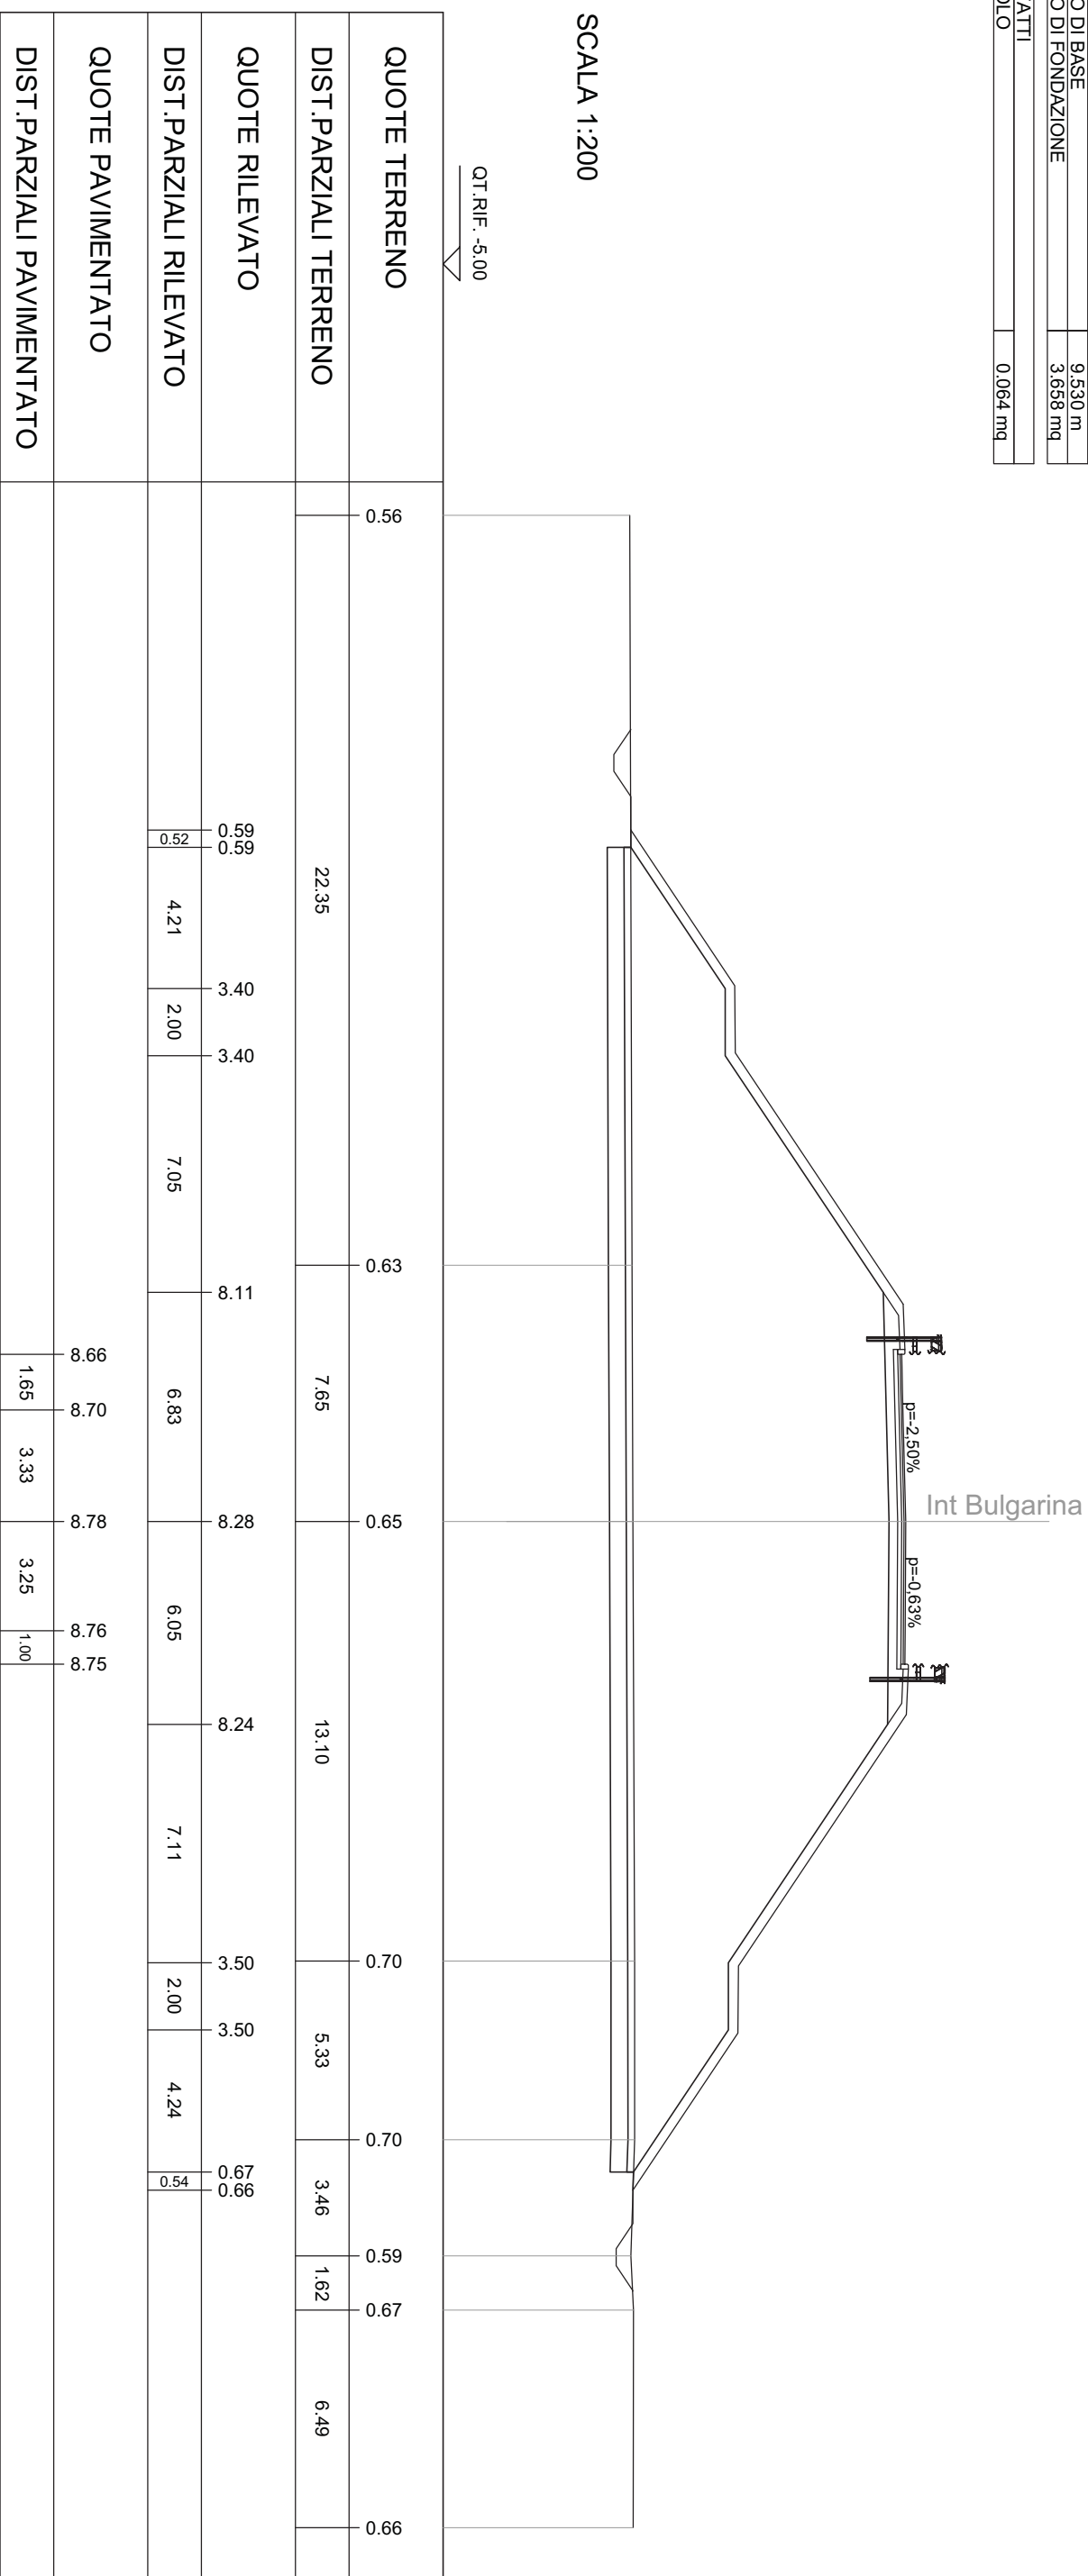 O DI BASE 9.530 m
O DI FONDAZIONE 3.658 mq
ATTI
OLO 0.064 mq
SCALA 1:200
Int Bulgarina
p=-2,50% p=-0,63%
QT.RIF. -5.00
QUOTE TERRENO 0.56 0.63 0.65 0.70 0.70 0.59 0.67 0.66
DIST.PARZIALI TERRENO 22.35 7.65 13.10 5.33 3.46 1.62 6.49
QUOTE RILEVATO 0.59 0.59 3.40 3.40 8.11 8.28 8.24 3.50 3.50 0.67 0.66
DIST.PARZIALI RILEVATO 0.52 4.21 2.00 7.05 6.83 6.05 7.11 2.00 4.24 0.54
QUOTE PAVIMENTATO 8.66 8.70 8.78 8.76 8.75
DIST.PARZIALI PAVIMENTATO 1.65 3.33 3.25 1.00